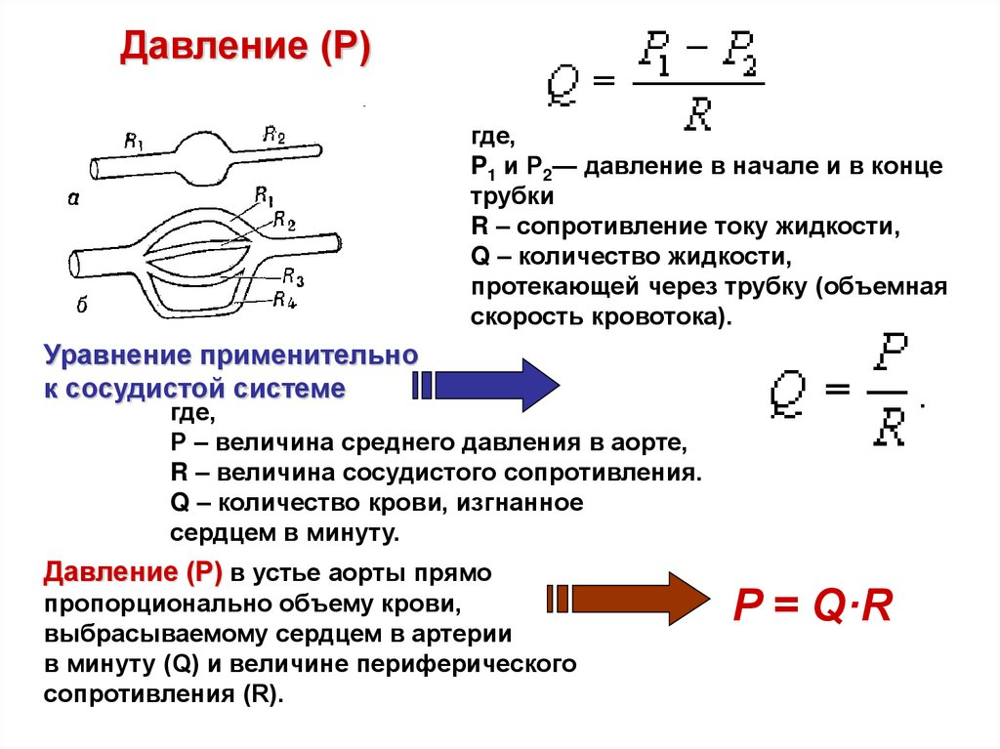 Давление (Р)
Q = (P₁ − P₂) / R
R₁ R₂
а
R₁
R₂
R₃
R₄
б
где,
Р₁ и Р₂— давление в начале и в конце
трубки
R – сопротивление току жидкости,
Q – количество жидкости,
протекающей через трубку (объемная
скорость кровотока).
Уравнение применительно
к сосудистой системе
Q = P / R .
где,
Р – величина среднего давления в аорте,
R – величина сосудистого сопротивления.
Q – количество крови, изгнанное
сердцем в минуту.
Давление (Р) в устье аорты прямо
пропорционально объему крови,
выбрасываемому сердцем в артерии
в минуту (Q) и величине периферического
сопротивления (R).
P = Q·R